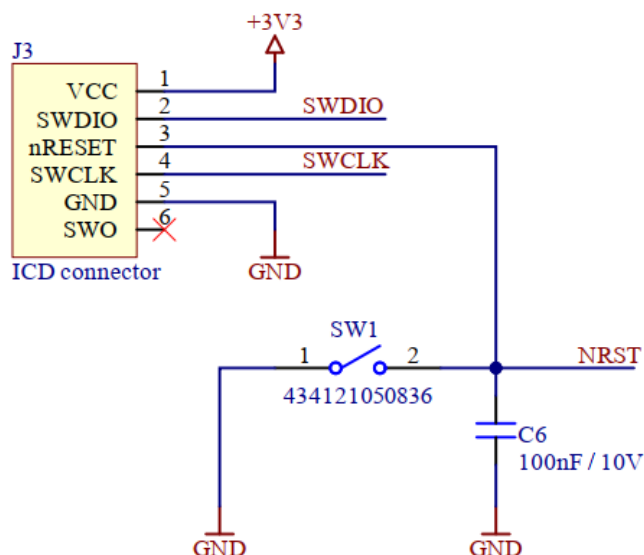 +3V3
J3
VCC 1
SWDIO 2 SWDIO
nRESET 3
SWCLK 4 SWCLK
GND 5
SWO 6
ICD connector
GND
SW1
1 2 NRST
434121050836
C6
100nF / 10V
GND GND